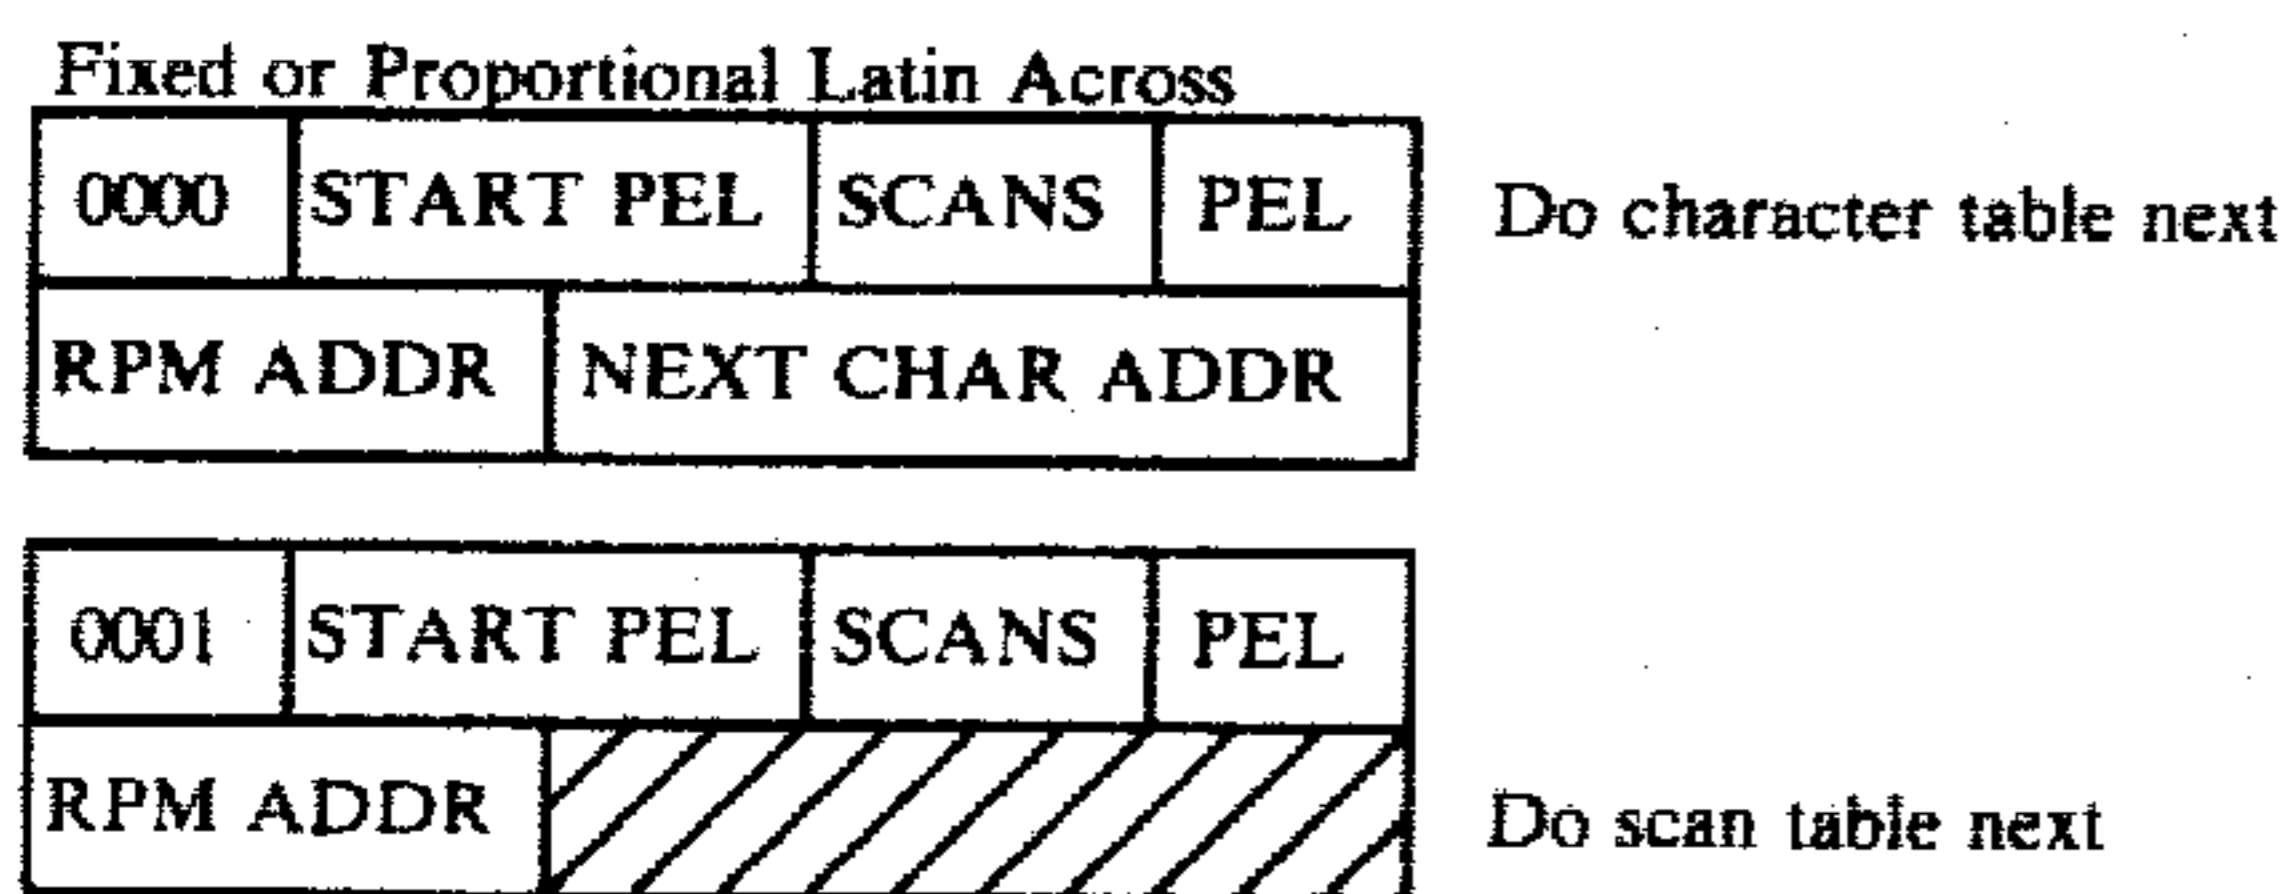 Fixed or Proportional Latin Across
0000 START PEL SCANS PEL Do character table next
RPM ADDR NEXT CHAR ADDR
0001 START PEL SCANS PEL
RPM ADDR Do scan table next